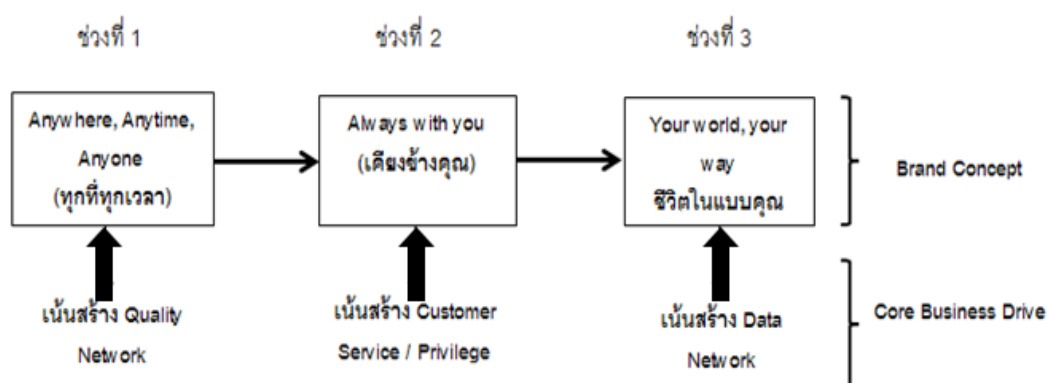 ช่วงที่ 1
ช่วงที่ 2
ช่วงที่ 3
Anywhere, Anytime,
Anyone
(ทุกที่ทุกเวลา)
Always with you
(เคียงข้างคุณ)
Your world, your
way
ชีวิตในแบบคุณ
Brand Concept
เน้นสร้าง Quality
Network
เน้นสร้าง Customer
Service / Privilege
เน้นสร้าง Data
Network
Core Business Drive